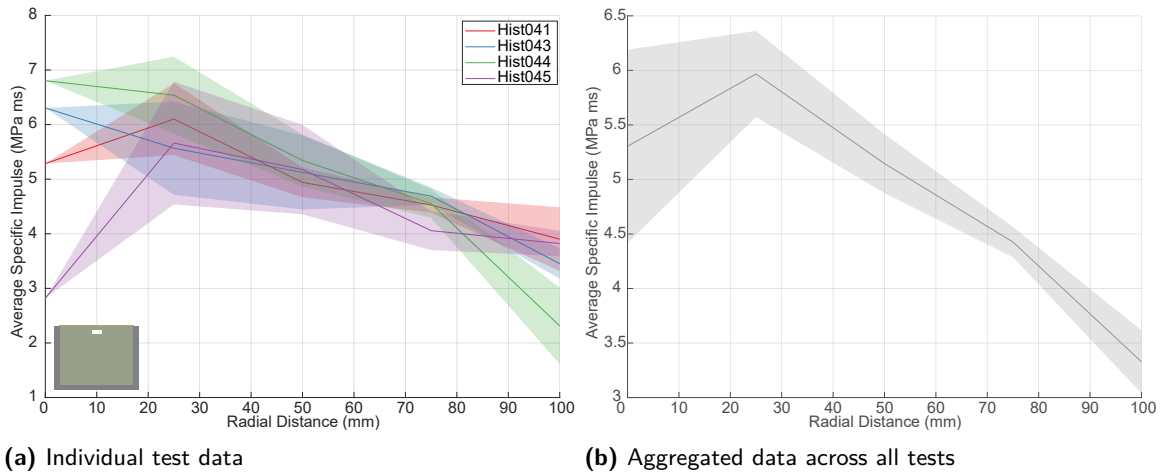 8
7
6
5
4
3
2
1
Average Specific Impulse (MPa ms)
Hist041
Hist043
Hist044
Hist045
0 10 20 30 40 50 60 70 80 90 100
Radial Distance (mm)
(a) Individual test data
6.5
6
5.5
5
4.5
4
3.5
3
Average Specific Impulse (MPa ms)
0 10 20 30 40 50 60 70 80 90 100
Radial Distance (mm)
(b) Aggregated data across all tests